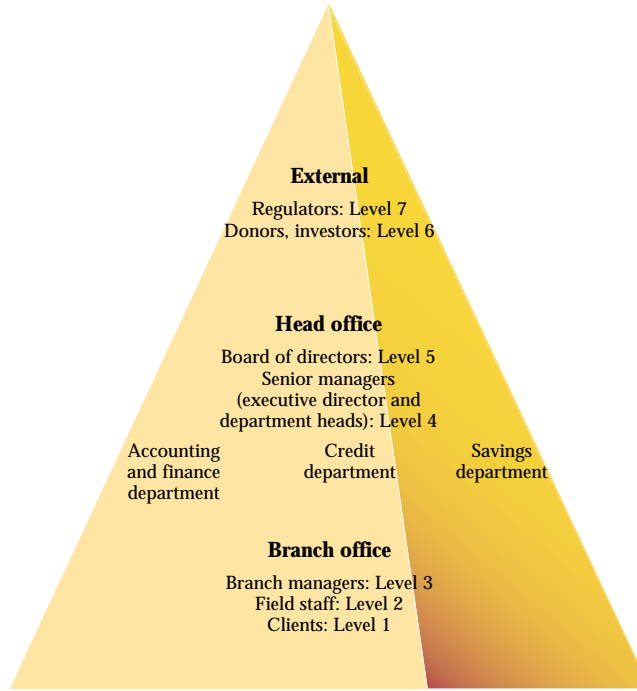 External
Regulators: Level 7
Donors, investors: Level 6
Head office
Board of directors: Level 5
Senior managers
(executive director and
department heads): Level 4
Accounting
and finance
department
Credit
department
Savings
department
Branch office
Branch managers: Level 3
Field staff: Level 2
Clients: Level 1